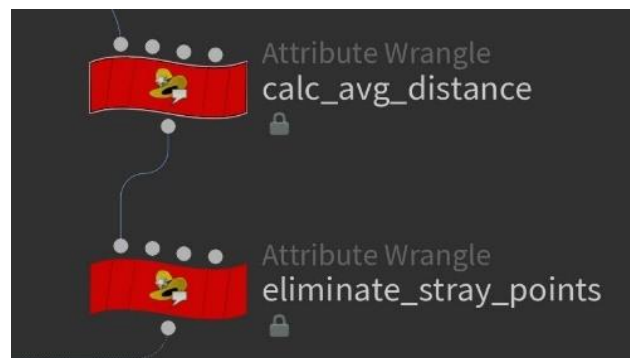 Attribute Wrangle
calc_avg_distance
Attribute Wrangle
eliminate_stray_points